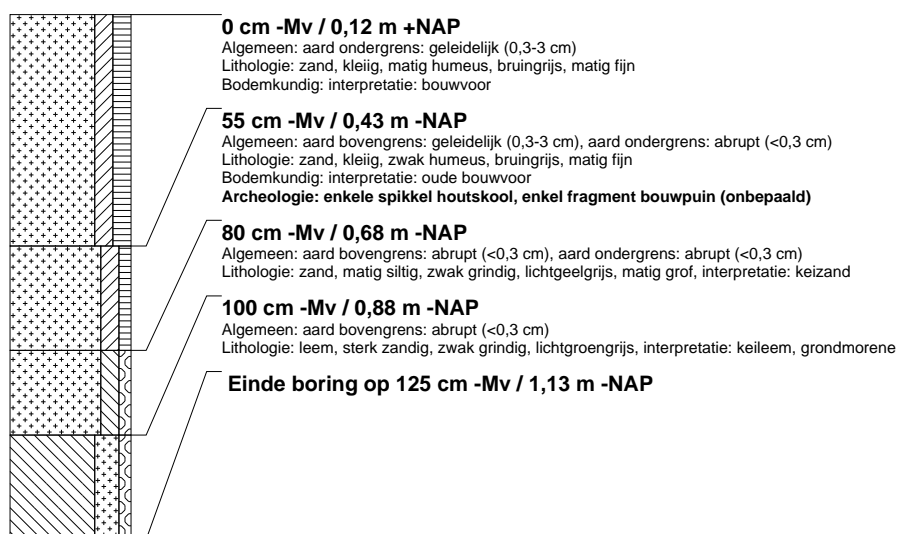 0 cm -Mv / 0,12 m +NAP
Algemeen: aard ondergrens: geleidelijk (0,3-3 cm)
Lithologie: zand, kleiig, matig humeus, bruingrijs, matig fijn
Bodemkundig: interpretatie: bouwvoor
55 cm -Mv / 0,43 m -NAP
Algemeen: aard bovengrens: geleidelijk (0,3-3 cm), aard ondergrens: abrupt (<0,3 cm)
Lithologie: zand, kleiig, zwak humeus, bruingrijs, matig fijn
Bodemkundig: interpretatie: oude bouwvoor
Archeologie: enkele spikkel houtskool, enkel fragment bouwpuin (onbepaald)
80 cm -Mv / 0,68 m -NAP
Algemeen: aard bovengrens: abrupt (<0,3 cm), aard ondergrens: abrupt (<0,3 cm)
Lithologie: zand, matig siltig, zwak grindig, lichtgeelgrijs, matig grof, interpretatie: keizand
100 cm -Mv / 0,88 m -NAP
Algemeen: aard bovengrens: abrupt (<0,3 cm)
Lithologie: leem, sterk zandig, zwak grindig, lichtgroengrijs, interpretatie: keileem, grondmorene
Einde boring op 125 cm -Mv / 1,13 m -NAP